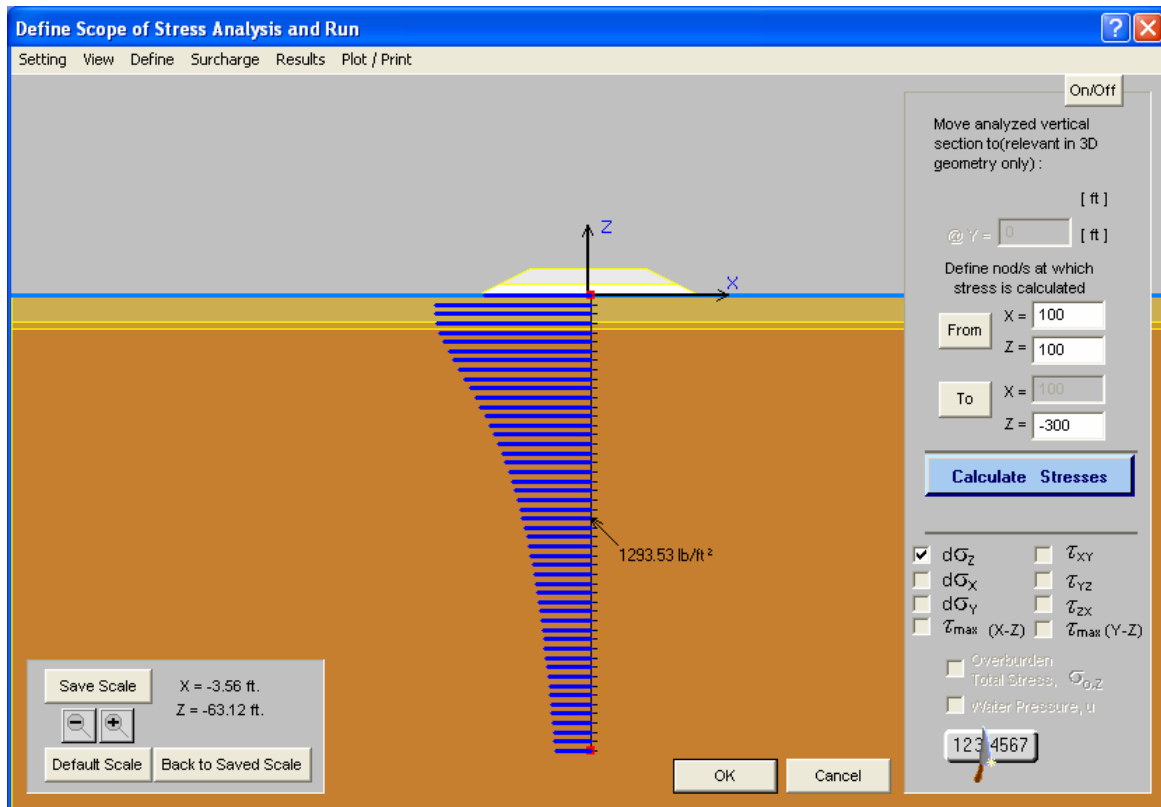 Define Scope of Stress Analysis and Run
Setting View Define Surcharge Results Plot / Print
On/Off
Move analyzed vertical
section to(relevant in 3D
geometry only) :
[ ft ]
@ Y = 0 [ ft ]
Define nod/s at which
stress is calculated
From
X = 100
Z = 100
To
X = 100
Z = -300
Calculate Stresses
dσZ
τXY
dσX
τYZ
dσY
τZX
τmax (X-Z)
τmax (Y-Z)
Overburden
Total Stress, σ0,Z
Water Pressure, u
123 4567
Z
X
1293.53 lb/ft²
Save Scale
X = -3.56 ft.
Z = -63.12 ft.
Default Scale
Back to Saved Scale
OK
Cancel